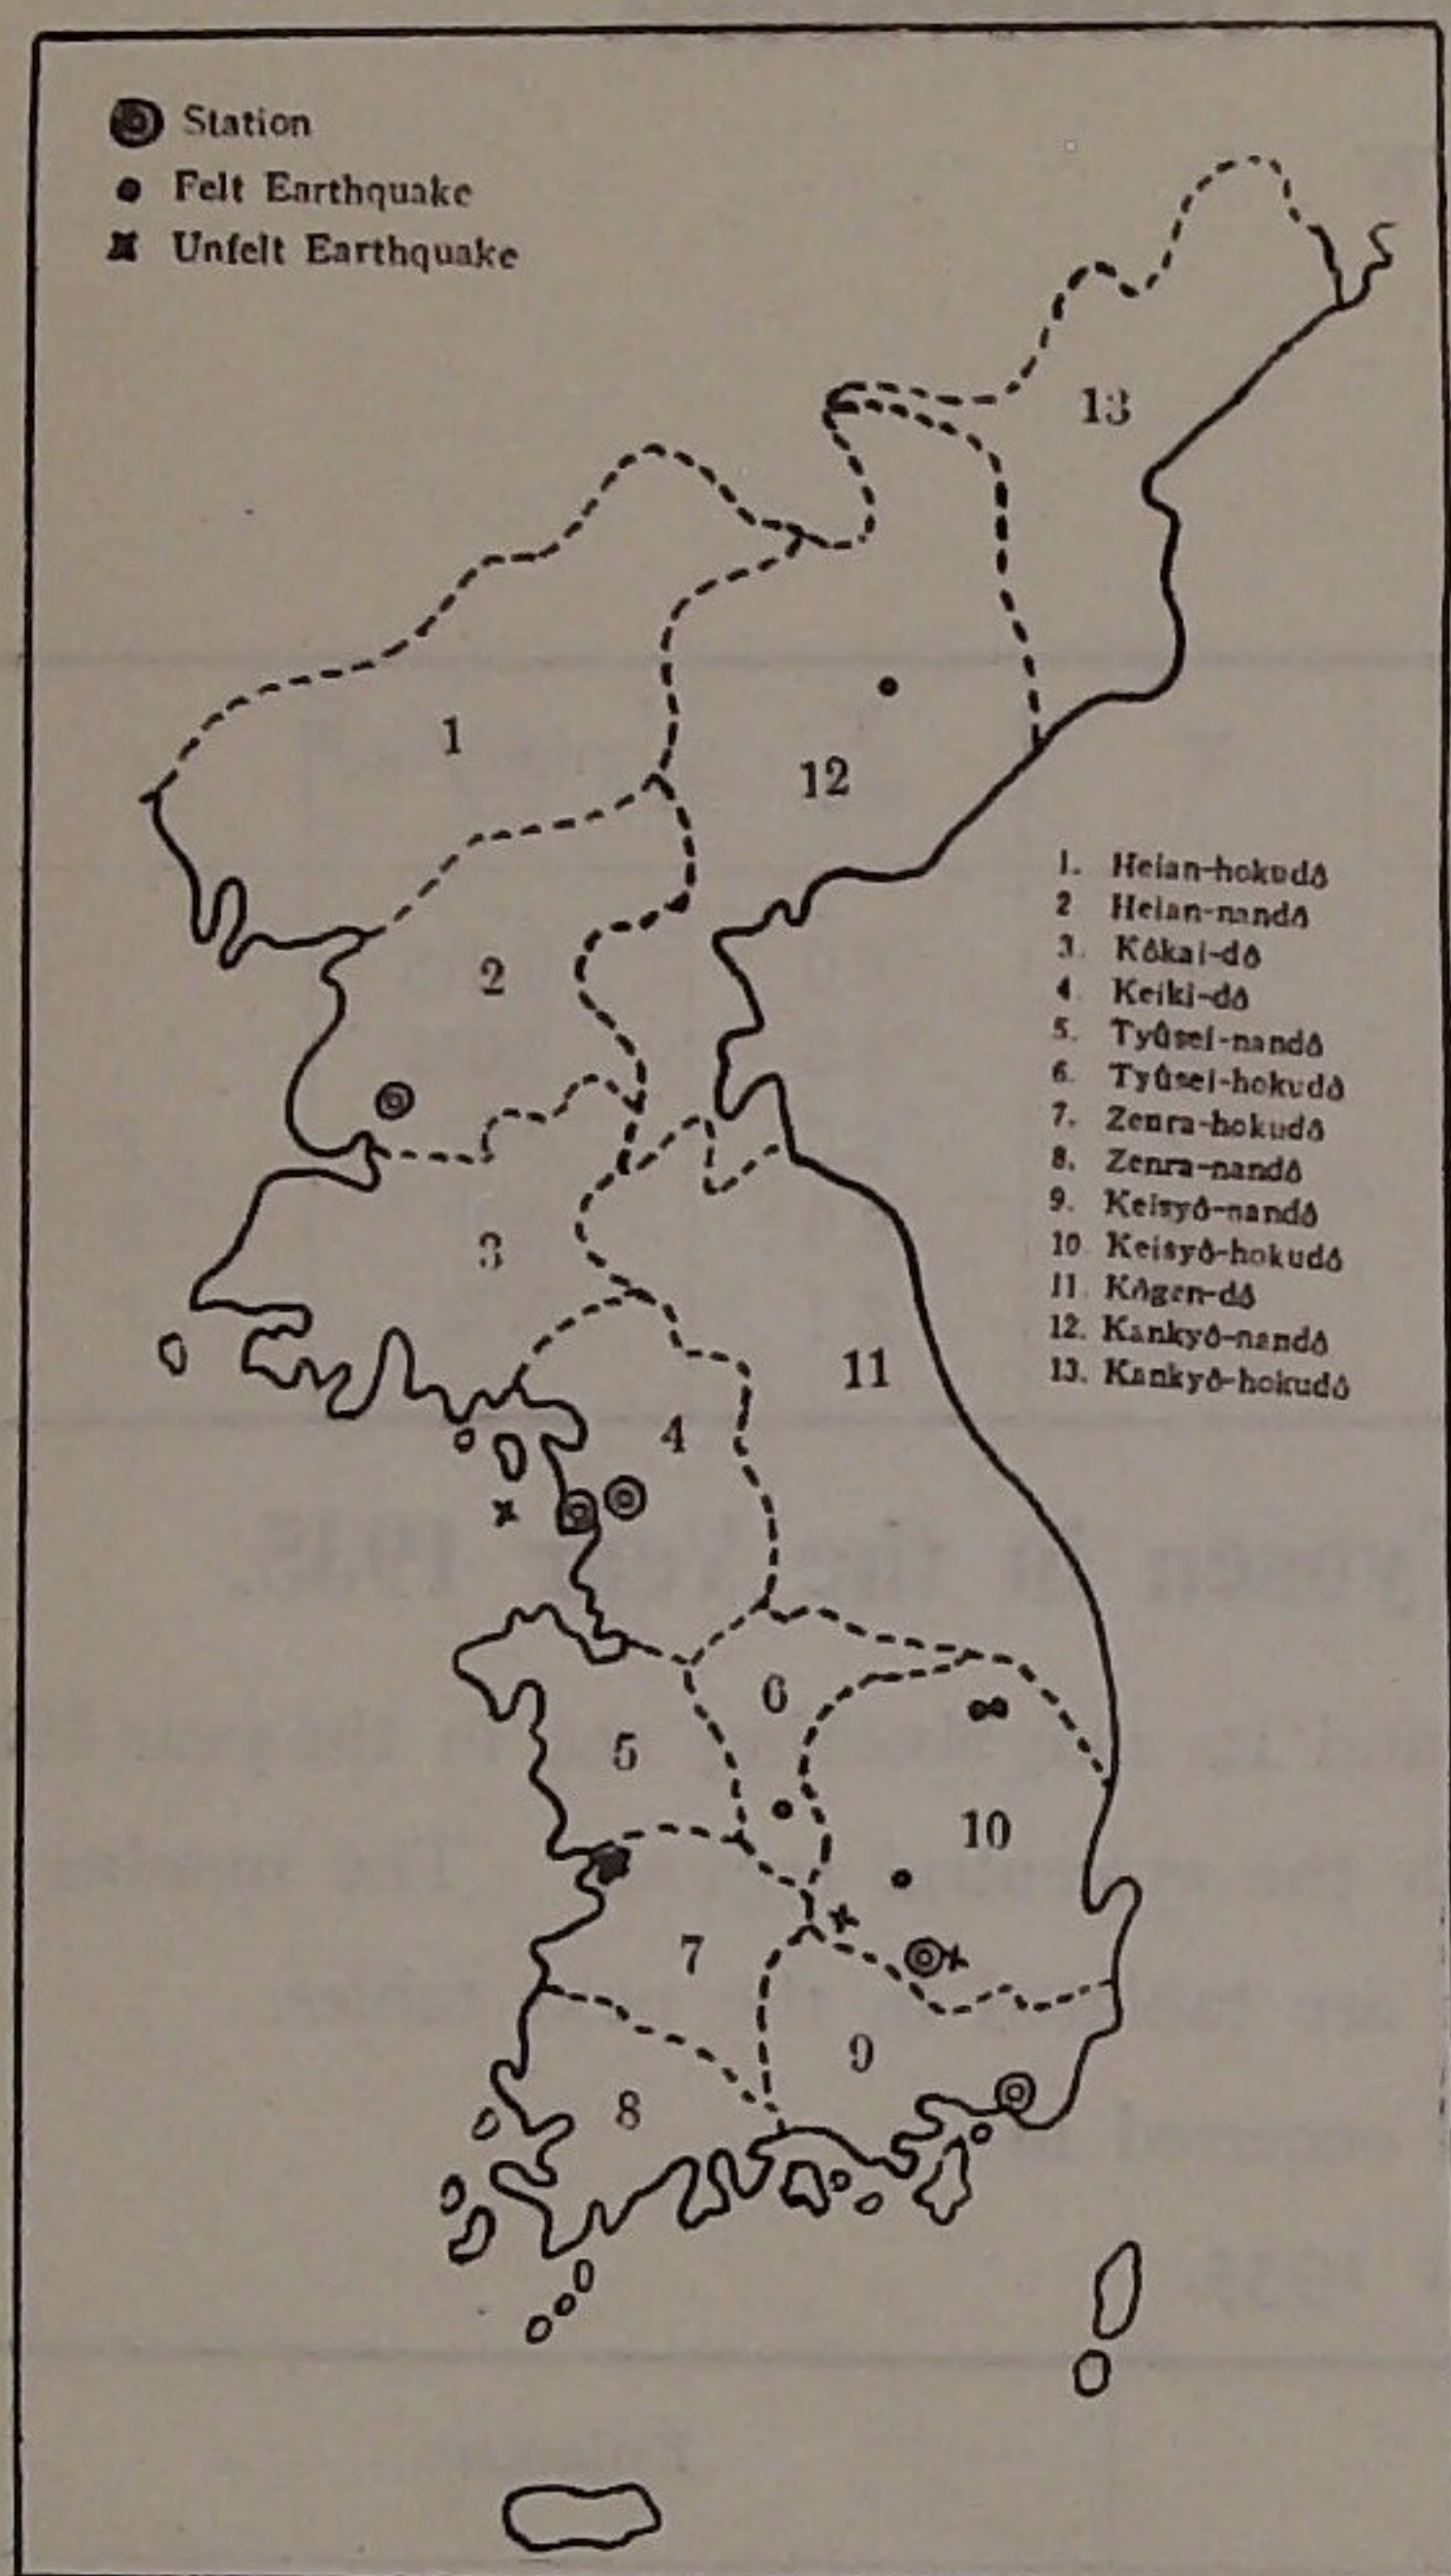 Station
Felt Earthquake
Unfelt Earthquake
13
1
12
1. Heian-hokudô
2 Heian-nandô
3. Kôkai-dô
4 Keiki-dô
5. Tyûsei-nandô
6. Tyûsei-hokudô
7. Zenra-hokudô
8. Zenra-nandô
9. Keisyô-nandô
10 Keisyô-hokudô
11. Kôgen-dô
12. Kankyô-nandô
13. Kankyô-hokudô
2
3
11
4
6
5
10
7
9
8